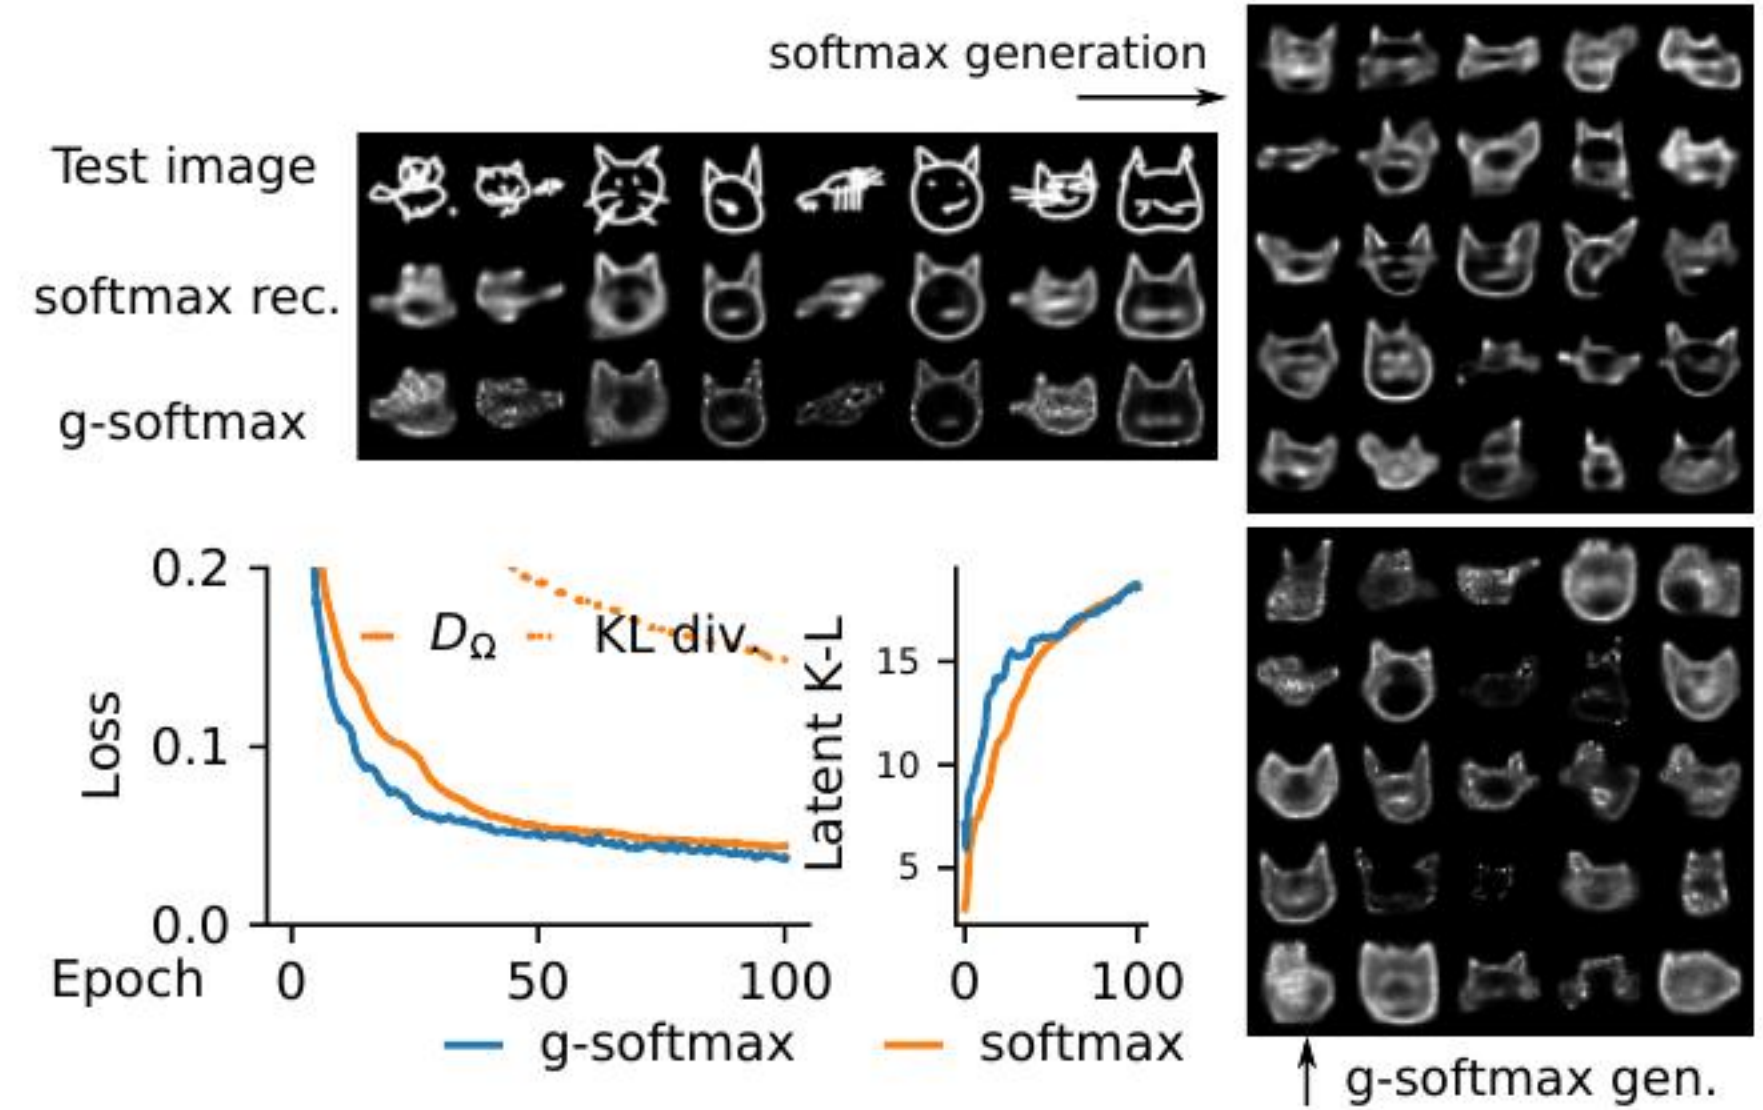 softmax generation
Test image
softmax rec.
g-softmax
0.2
0.1
0.0
Loss
D_Ω
KL div.
Epoch
0
50
100
Latent K-L
15
10
5
0
100
g-softmax
softmax
g-softmax gen.